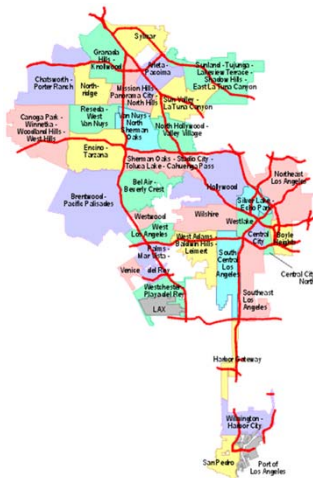 Sylmar
Granada
Hills -
Knollwood
Arleta -
Pacoima
Sunland - Tujunga -
Lakeview Terrace -
Shadow Hills -
East La Tuna Canyon
Chatsworth -
Porter Ranch
North-
ridge
Mission Hills -
Panorama City -
North Hills
Sun Valley -
La Tuna Canyon
Canoga Park -
Winnetka -
Woodland Hills -
West Hills
Reseda -
West
Van Nuys
Van Nuys -
North
Sherman
Oaks
North Hollywood -
Valley Village
Encino -
Tarzana
Sherman Oaks - Studio City -
Toluca Lake - Cahuenga Pass
Northeast
Los Angeles
Bel Air -
Beverly Crest
Hollywood
Brentwood -
Pacific Palisades
Silver Lake -
Echo Park
Westwood
Wilshire
Westlake
West
Los Angeles
Central
City
Boyle
Heights
West Adams -
Baldwin Hills -
Leimert
Palms -
Mar Vista -
del Rey
South
Central
Los
Angeles
Central City
North
Venice
Westchester -
Playa del Rey
Southeast
Los
Angeles
LAX
Harbor Gateway
Wilmington -
Harbor City
San Pedro
Port of
Los Angeles